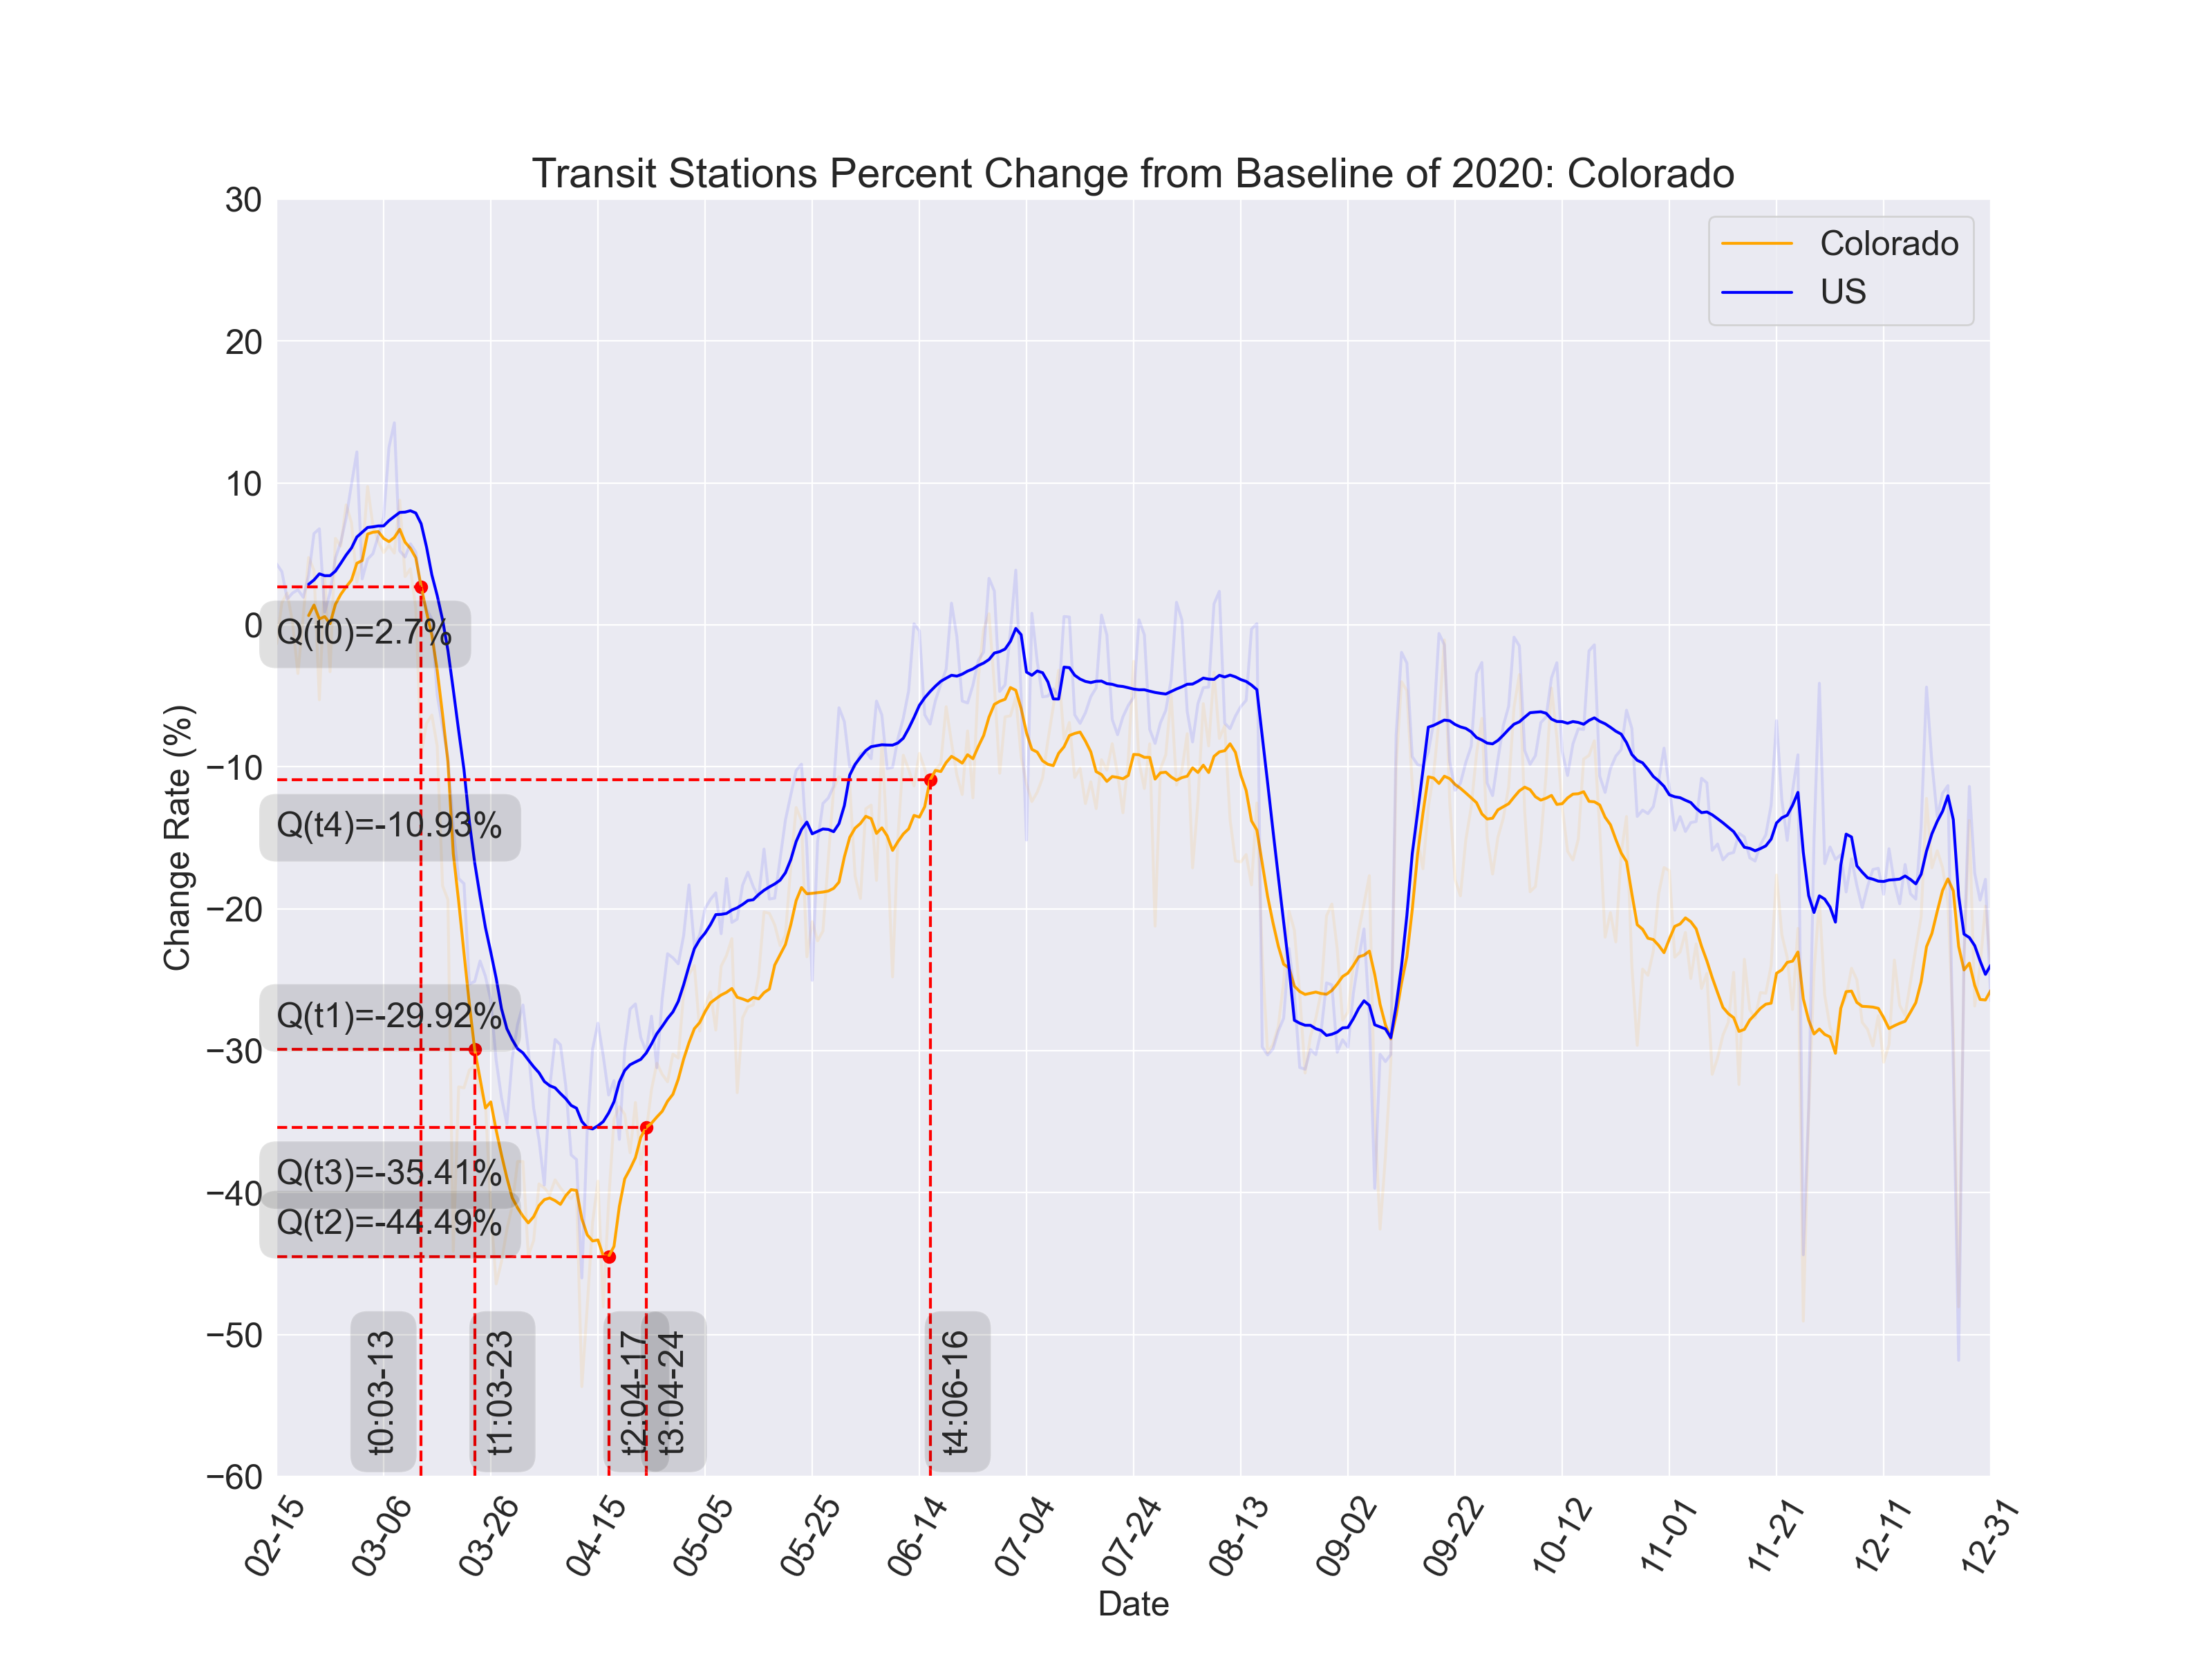 Transit Stations Percent Change from Baseline of 2020: Colorado
Colorado
US
Change Rate (%)
30
20
10
0
−10
−20
−30
−40
−50
−60
Q(t0)=2.7%
Q(t4)=-10.93%
Q(t1)=-29.92%
Q(t3)=-35.41%
Q(t2)=-44.49%
t0:03-13
t1:03-23
t2:04-17
t3:04-24
t4:06-16
02-15
03-06
03-26
04-15
05-05
05-25
06-14
07-04
07-24
08-13
09-02
09-22
10-12
11-01
11-21
12-11
12-31
Date